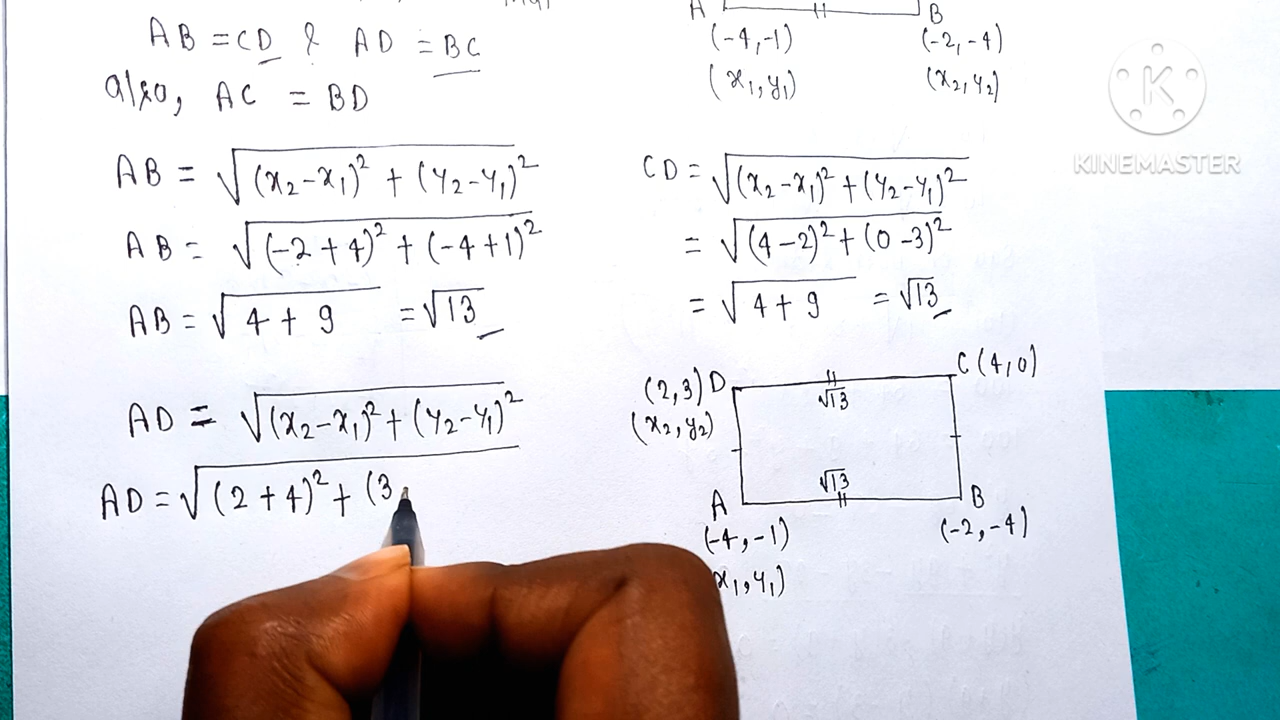 AB = CD & AD = BC
also, AC = BD
A B
(-4,-1) (-2,-4)
(x₁,y₁) (x₂,y₂)
KINEMASTER
AB = √(x₂-x₁)² + (y₂-y₁)²
AB = √(-2+4)² + (-4+1)²
AB = √4+9 = √13
CD = √(x₂-x₁)² + (y₂-y₁)²
= √(4-2)² + (0-3)²
= √4+9 = √13
AD = √(x₂-x₁)² + (y₂-y₁)²
AD = √(2+4)² + (3
(2,3) D C (4,0)
(x₂,y₂) √13
√13
A B
(-4,-1) (-2,-4)
x₁,y₁)